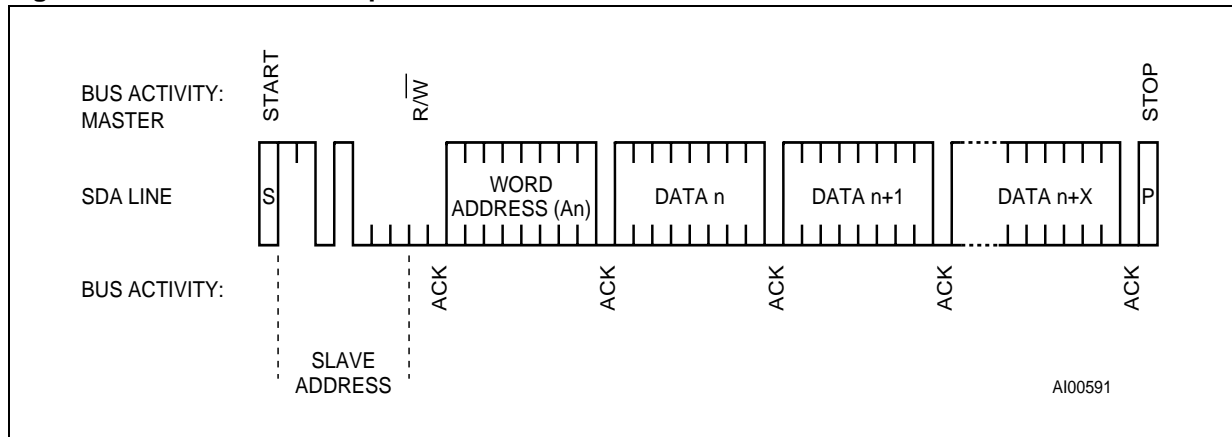 BUS ACTIVITY:
MASTER
START
R/W
STOP
SDA LINE
S
WORD
ADDRESS (An)
DATA n
DATA n+1
DATA n+X
P
BUS ACTIVITY:
ACK
ACK
ACK
ACK
ACK
SLAVE
ADDRESS
AI00591